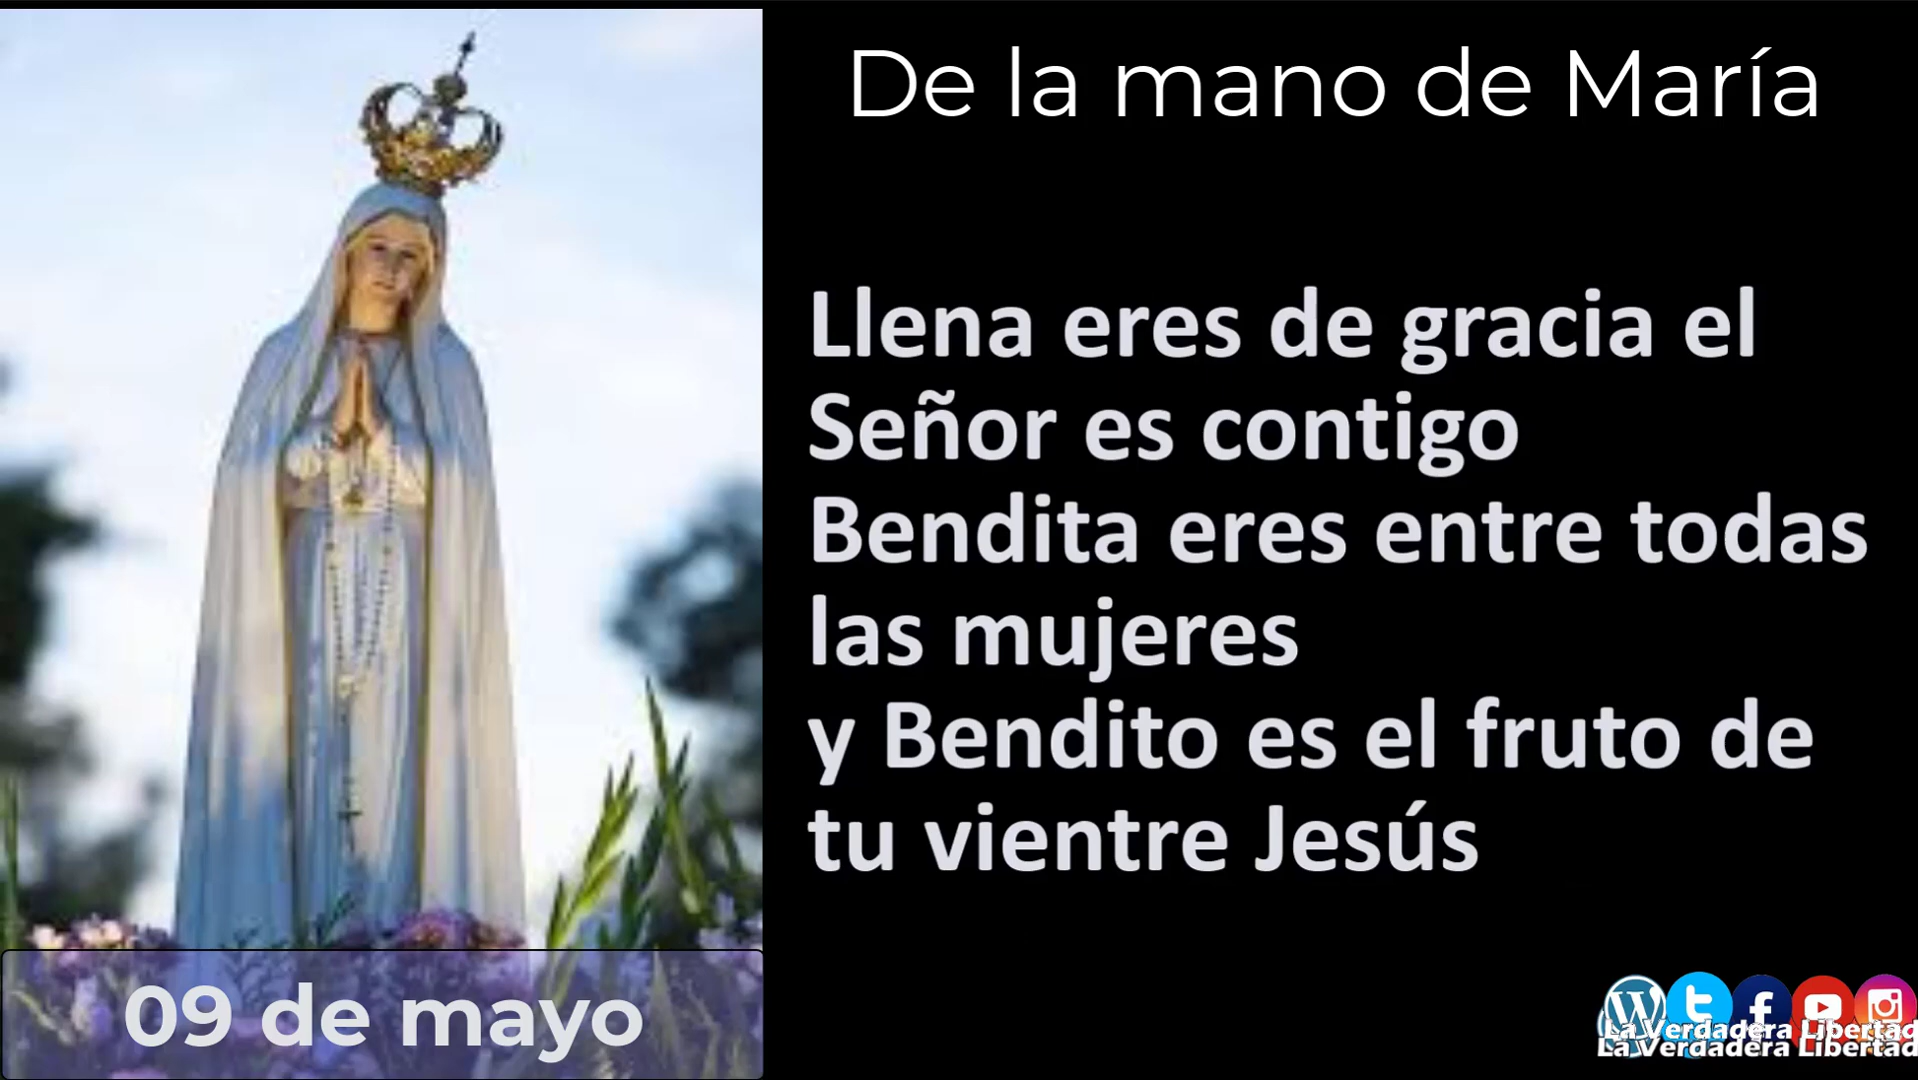 De la mano de María
Llena eres de gracia el
Señor es contigo
Bendita eres entre todas
las mujeres
y Bendito es el fruto de
tu vientre Jesús
09 de mayo
La Verdadera Libertad
La Verdadera Libertad